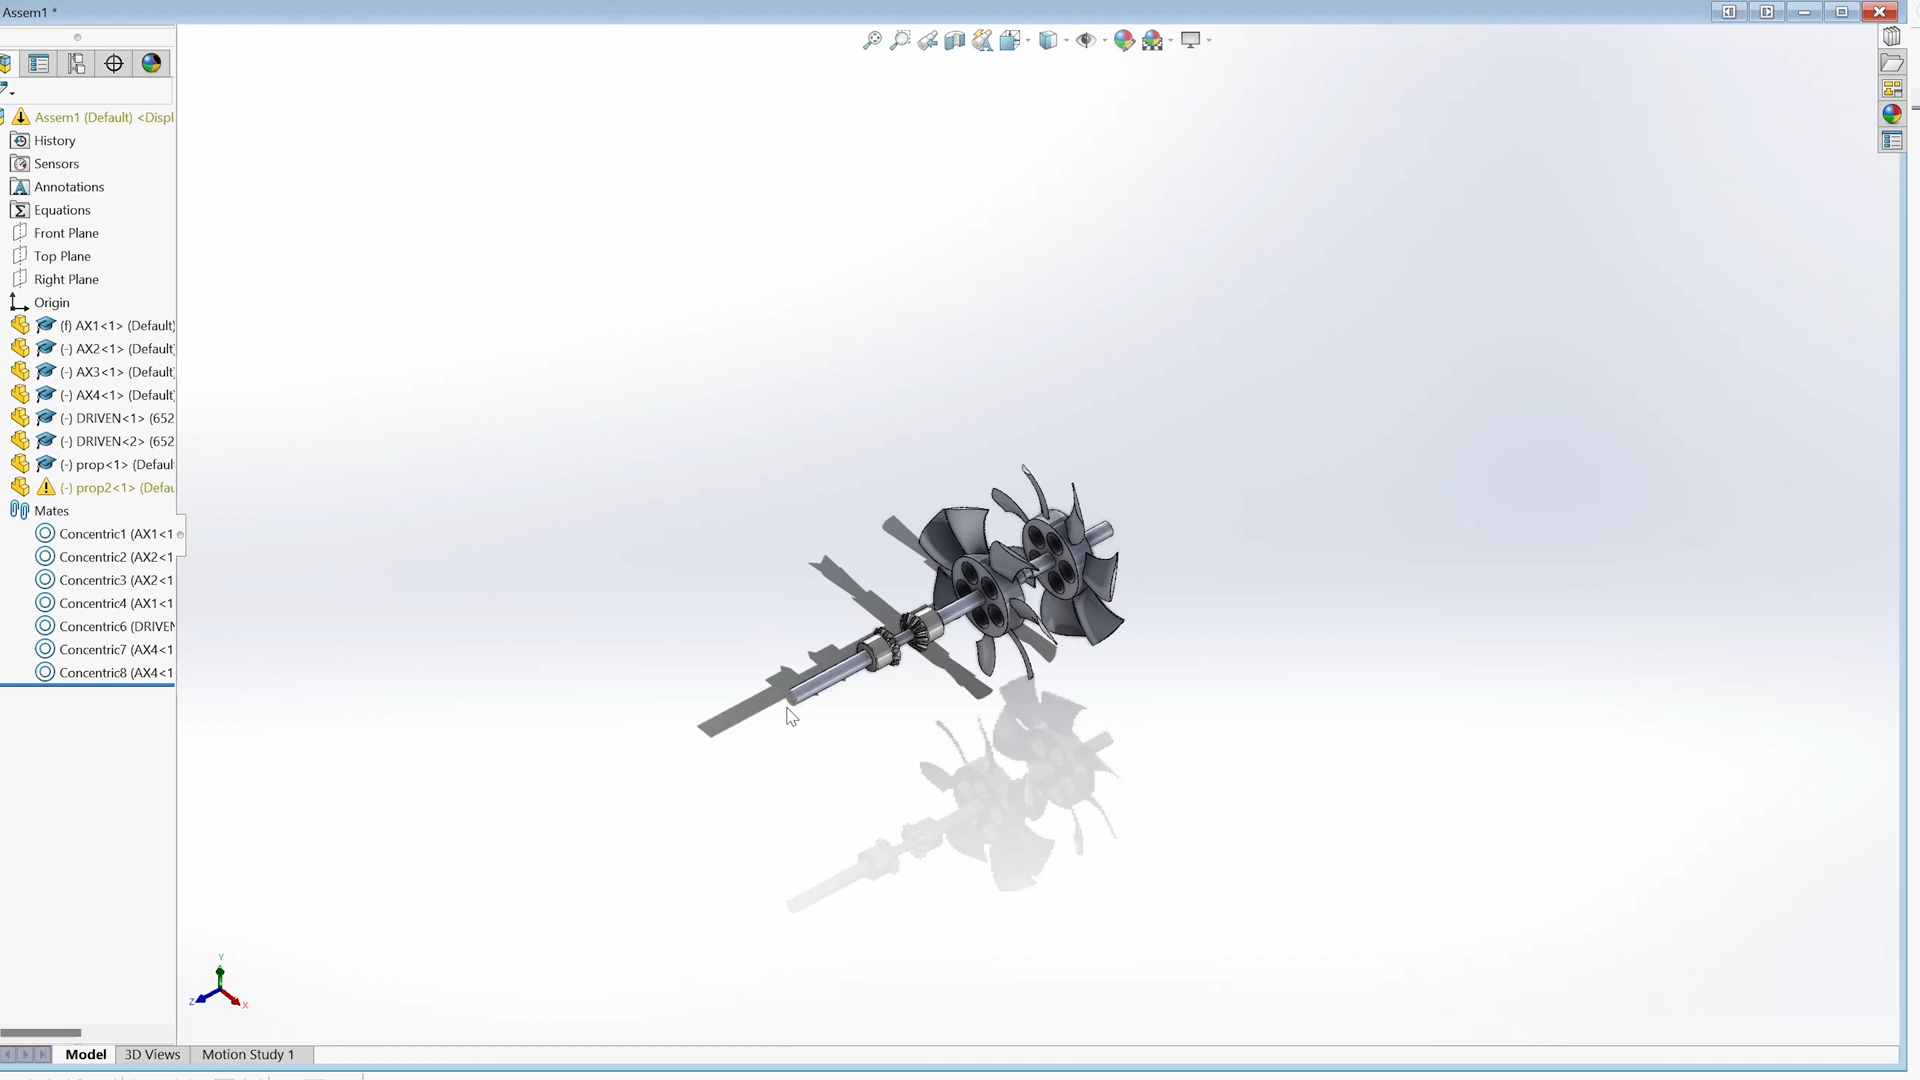 Assem1 *
Assem1 (Default) <Displ
History
Sensors
Annotations
Equations
Front Plane
Top Plane
Right Plane
Origin
(f) AX1<1> (Default)
(-) AX2<1> (Default)
(-) AX3<1> (Default)
(-) AX4<1> (Default)
(-) DRIVEN<1> (652
(-) DRIVEN<2> (652
(-) prop<1> (Defaul
(-) prop2<1> (Defau
Mates
Concentric1 (AX1<1
Concentric2 (AX2<1
Concentric3 (AX2<1
Concentric4 (AX1<1
Concentric6 (DRIVEN
Concentric7 (AX4<1
Concentric8 (AX4<1
Y
Z
X
Model
3D Views
Motion Study 1